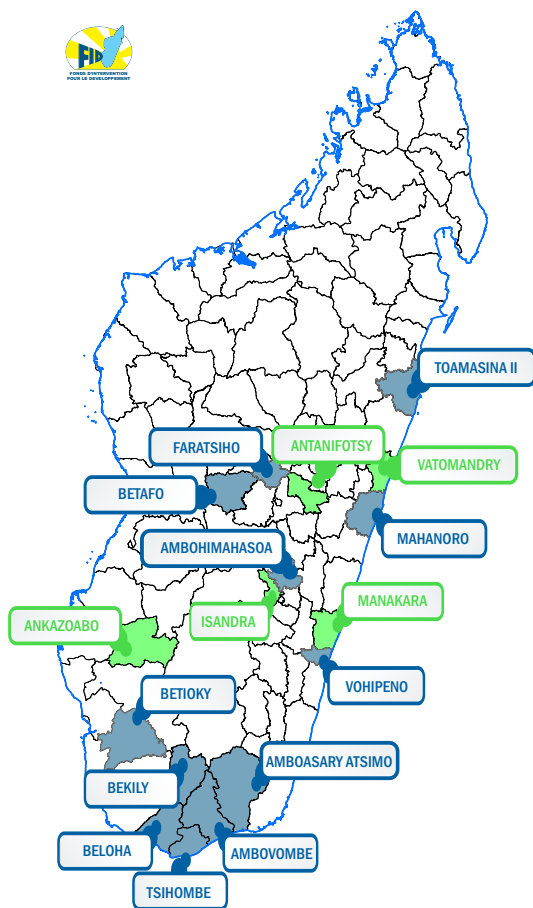 FID
FONDS D'INTERVENTION
POUR LE DEVELOPPEMENT
TOAMASINA II
ANTANIFOTSY
FARATSIHO
VATOMANDRY
BETAFO
MAHANORO
AMBOHIMAHASOA
MANAKARA
ISANDRA
ANKAZOABO
VOHIPENO
BETIOKY
AMBOASARY ATSIMO
BEKILY
BELOHA
AMBOVOMBE
TSIHOMBE